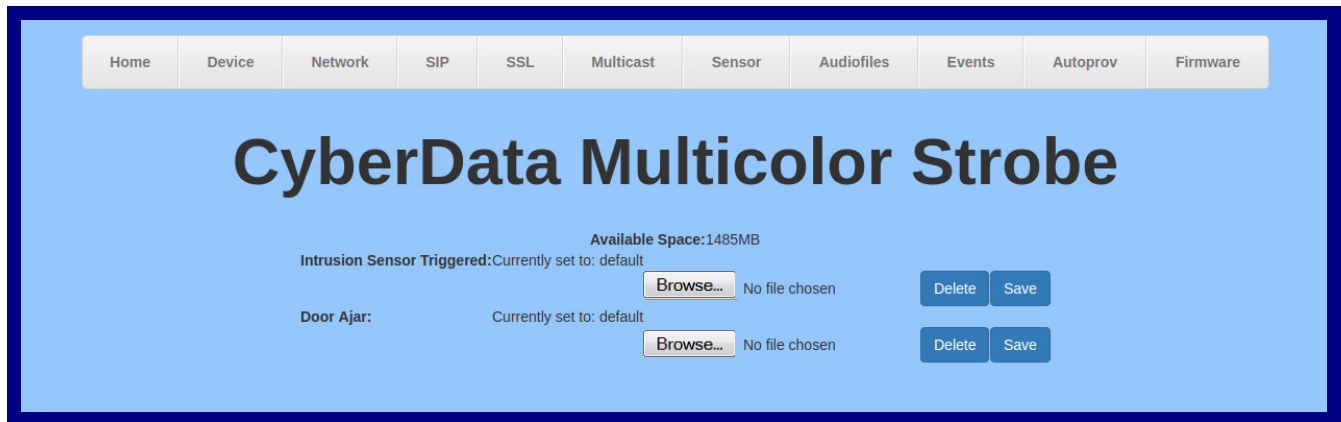 Home Device Network SIP SSL Multicast Sensor Audiofiles Events Autoprov Firmware
CyberData Multicolor Strobe
Available Space:1485MB
Intrusion Sensor Triggered:Currently set to: default
Browse... No file chosen Delete Save
Door Ajar: Currently set to: default
Browse... No file chosen Delete Save